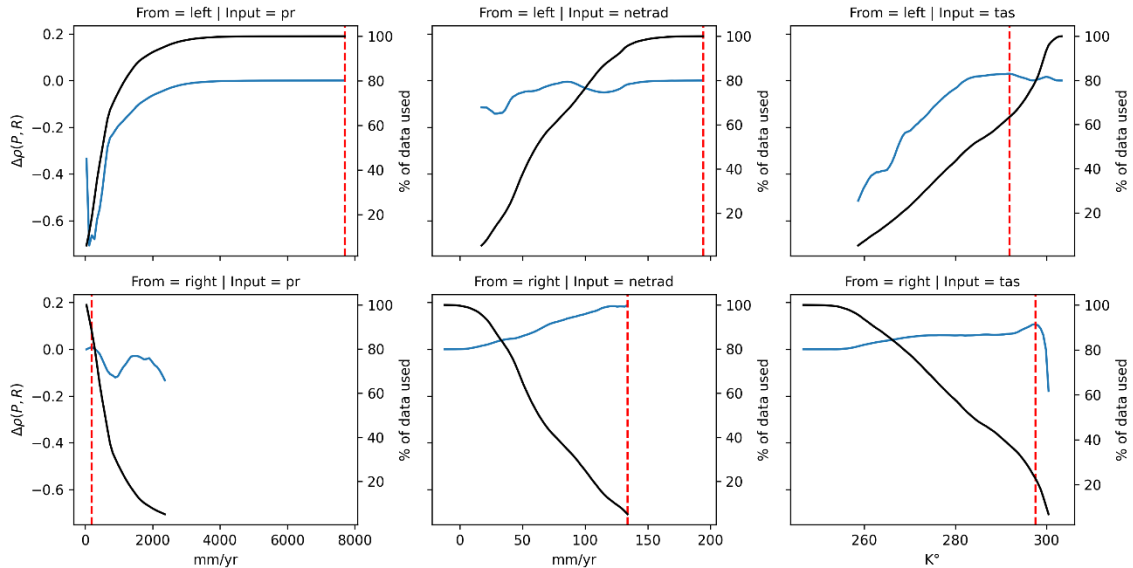 From = left | Input = pr
From = left | Input = netrad
From = left | Input = tas
0.2
0.0
−0.2
−0.4
−0.6
Δρ(P, R)
100
80
60
40
20
% of data used
100
80
60
40
20
% of data used
100
80
60
40
20
% of data used
From = right | Input = pr
From = right | Input = netrad
From = right | Input = tas
0.2
0.0
−0.2
−0.4
−0.6
Δρ(P, R)
100
80
60
40
20
% of data used
100
80
60
40
20
% of data used
100
80
60
40
20
% of data used
0 2000 4000 6000 8000
mm/yr
0 50 100 150 200
mm/yr
260 280 300
K°